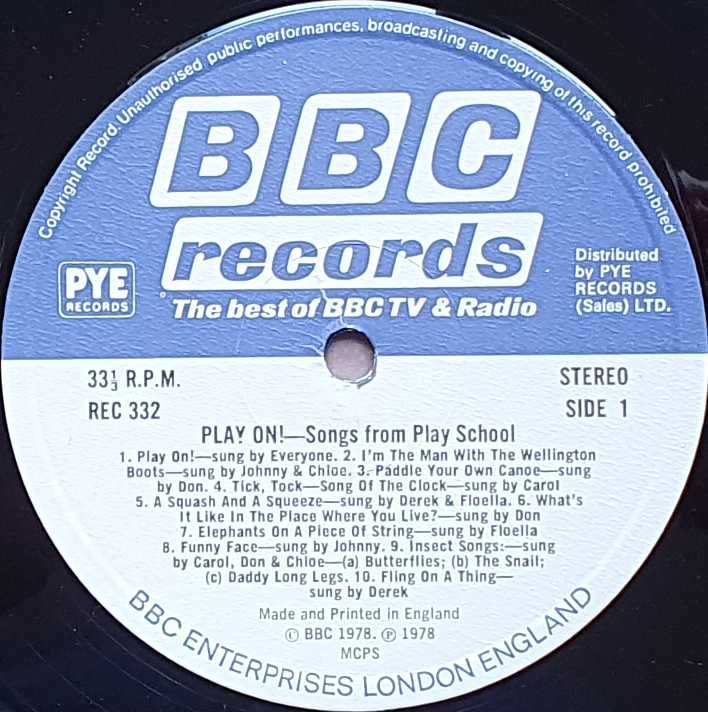 Copyright Record. Unauthorised public performances, broadcasting and copying of this record prohibited
BBC
records
The best of BBC TV & Radio
PYE
RECORDS
Distributed
by PYE
RECORDS
(Sales) LTD.
33⅓ R.P.M.
REC 332
STEREO
SIDE 1
PLAY ON!—Songs from Play School
1. Play On!—sung by Everyone. 2. I'm The Man With The Wellington
Boots—sung by Johnny & Chloe. 3. Paddle Your Own Canoe—sung
by Don. 4. Tick, Tock—Song Of The Clock—sung by Carol
5. A Squash And A Squeeze—sung by Derek & Floella. 6. What's
It Like In The Place Where You Live?—sung by Don
7. Elephants On A Piece Of String—sung by Floella
8. Funny Face—sung by Johnny. 9. Insect Songs:—sung
by Carol, Don & Chloe—(a) Butterflies; (b) The Snail;
(c) Daddy Long Legs. 10. Fling On A Thing—
sung by Derek
Made and Printed in England
© BBC 1978. ℗ 1978
MCPS
BBC ENTERPRISES LONDON ENGLAND